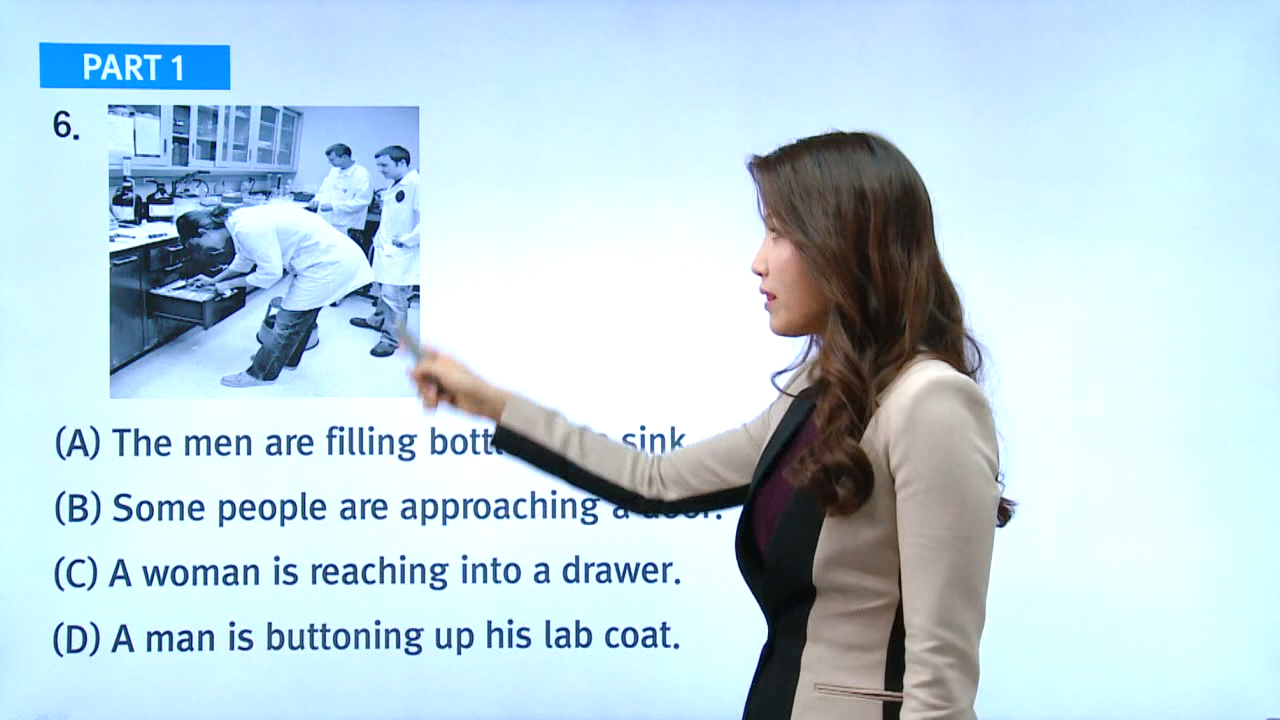 PART 1
6.
(A) The men are filling sink
(B) Some people are approaching a
(C) A woman is reaching into a drawer.
(D) A man is buttoning up his lab coat.